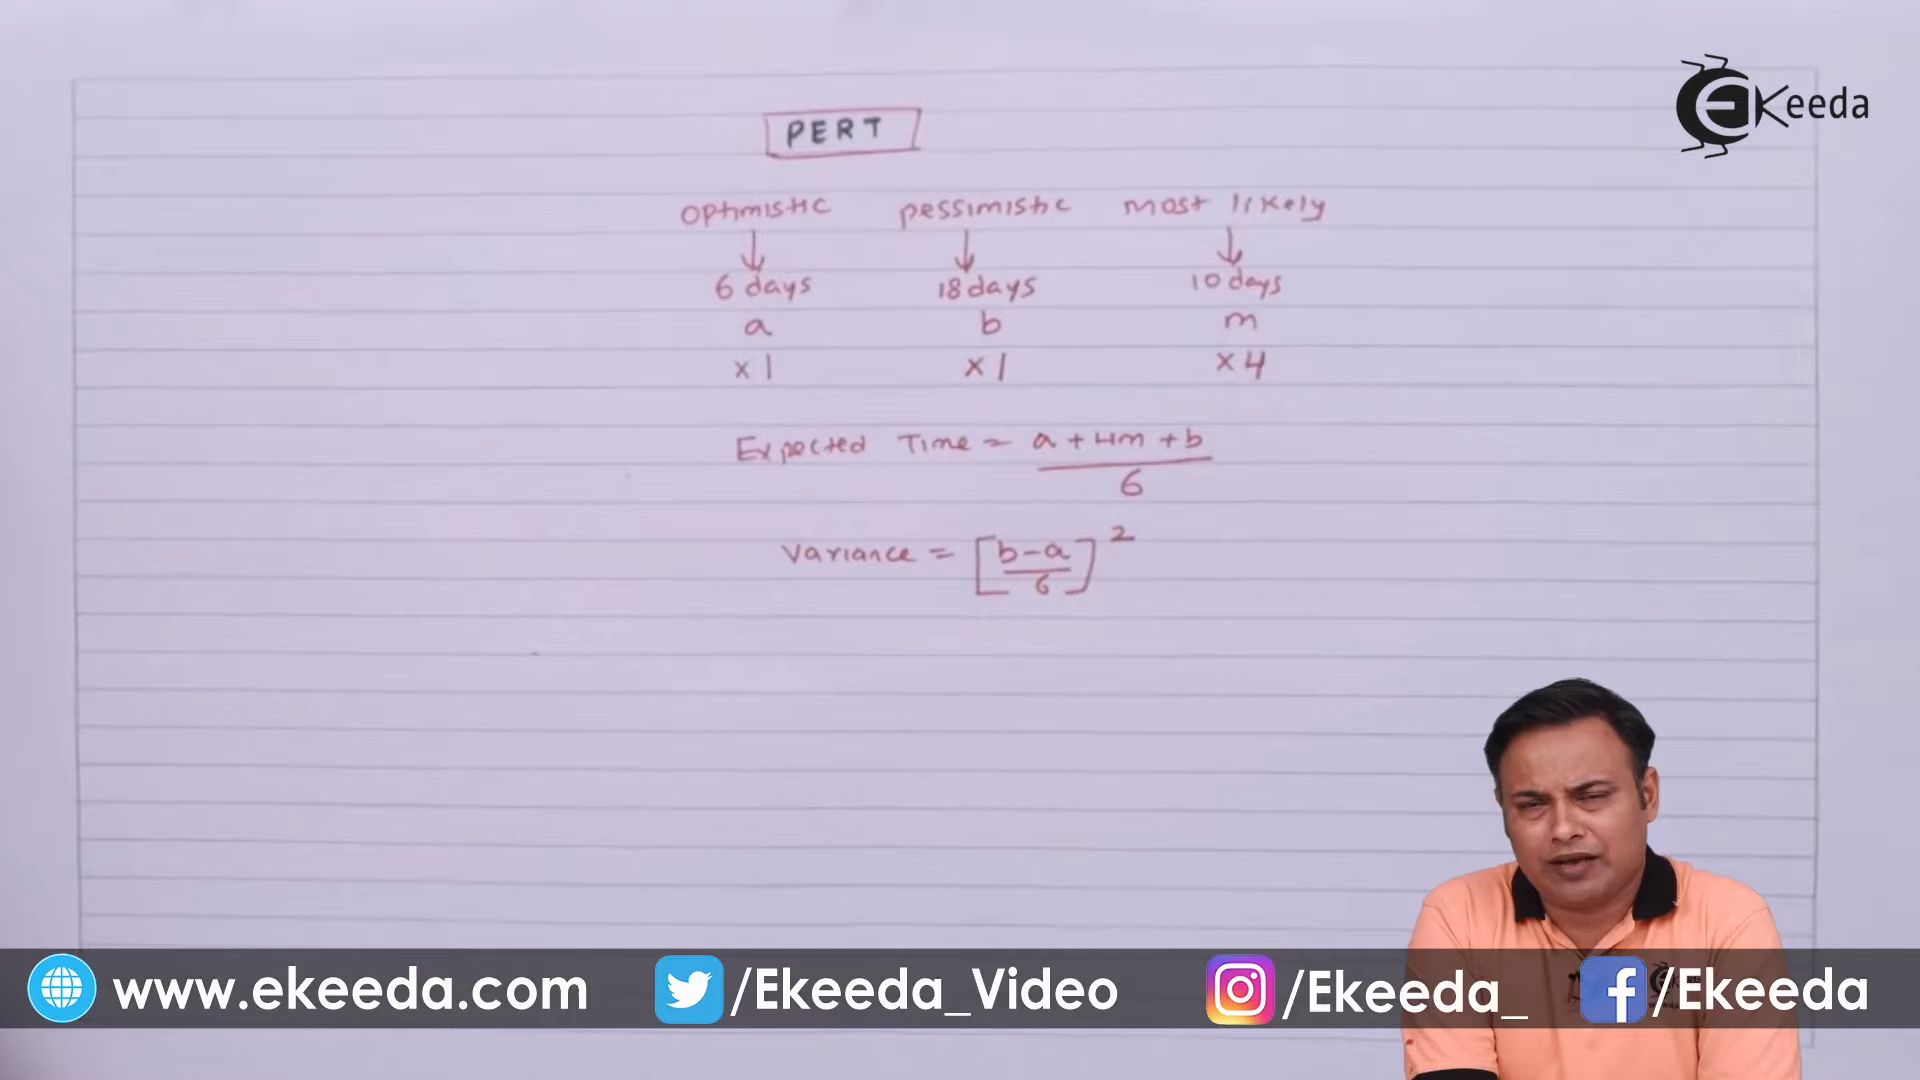 EKeeda
PERT
optimistic pessimistic most likely
6 days 18 days 10 days
a b m
x 1 x 1 x 4
Expected Time = a + 4m + b
6
Variance = [b - a
6]²
www.ekeeda.com /Ekeeda_Video /Ekeeda_ /Ekeeda